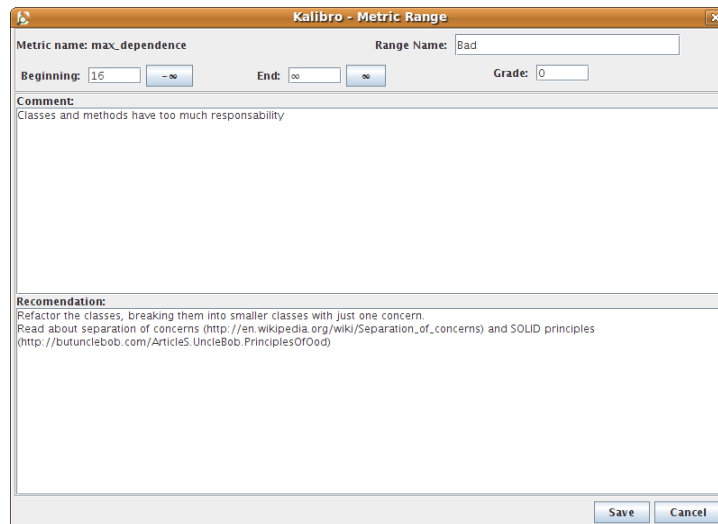 Kalibro - Metric Range
Metric name: max_dependence Range Name: Bad
Beginning: 16 -∞ End: ∞ ∞ Grade: 0
Comment:
Classes and methods have too much responsability
Recomendation:
Refactor the classes, breaking them into smaller classes with just one concern.
Read about separation of concerns (http://en.wikipedia.org/wiki/Separation_of_concerns) and SOLID principles
(http://butunclebob.com/ArticleS.UncleBob.PrinciplesOfOod)
Save Cancel